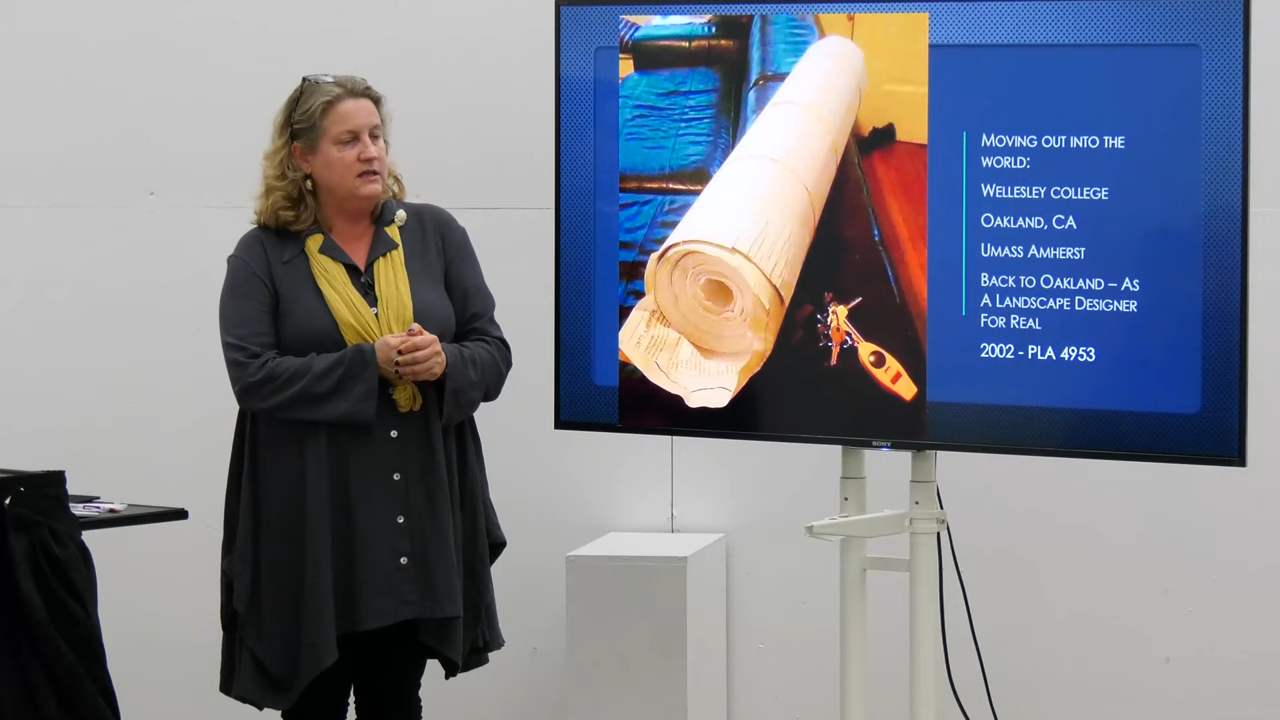 Moving out into the
world:
Wellesley college
Oakland, CA
Umass Amherst
Back to Oakland – As
a Landscape Designer
For Real
2002 - PLA 4953
SONY